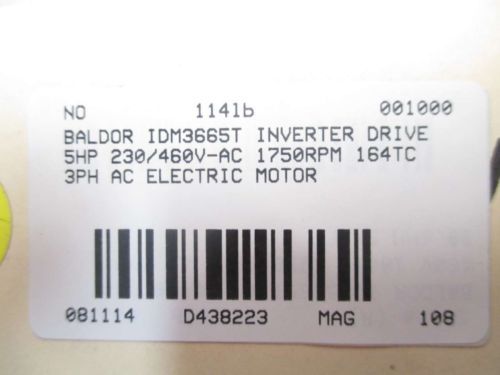 NO 114lb 001000
BALDOR IDM3665T INVERTER DRIVE
5HP 230/460V-AC 1750RPM 164TC
3PH AC ELECTRIC MOTOR
081114 D438223 MAG 108